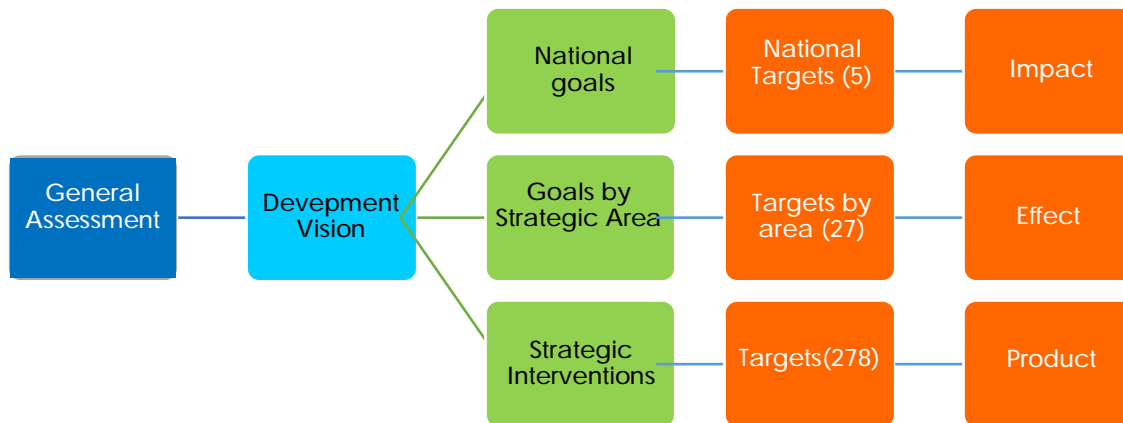 National
goals
National
Targets (5)
Impact
General
Assessment
Devepment
Vision
Goals by
Strategic Area
Targets by
area (27)
Effect
Strategic
Interventions
Targets(278)
Product